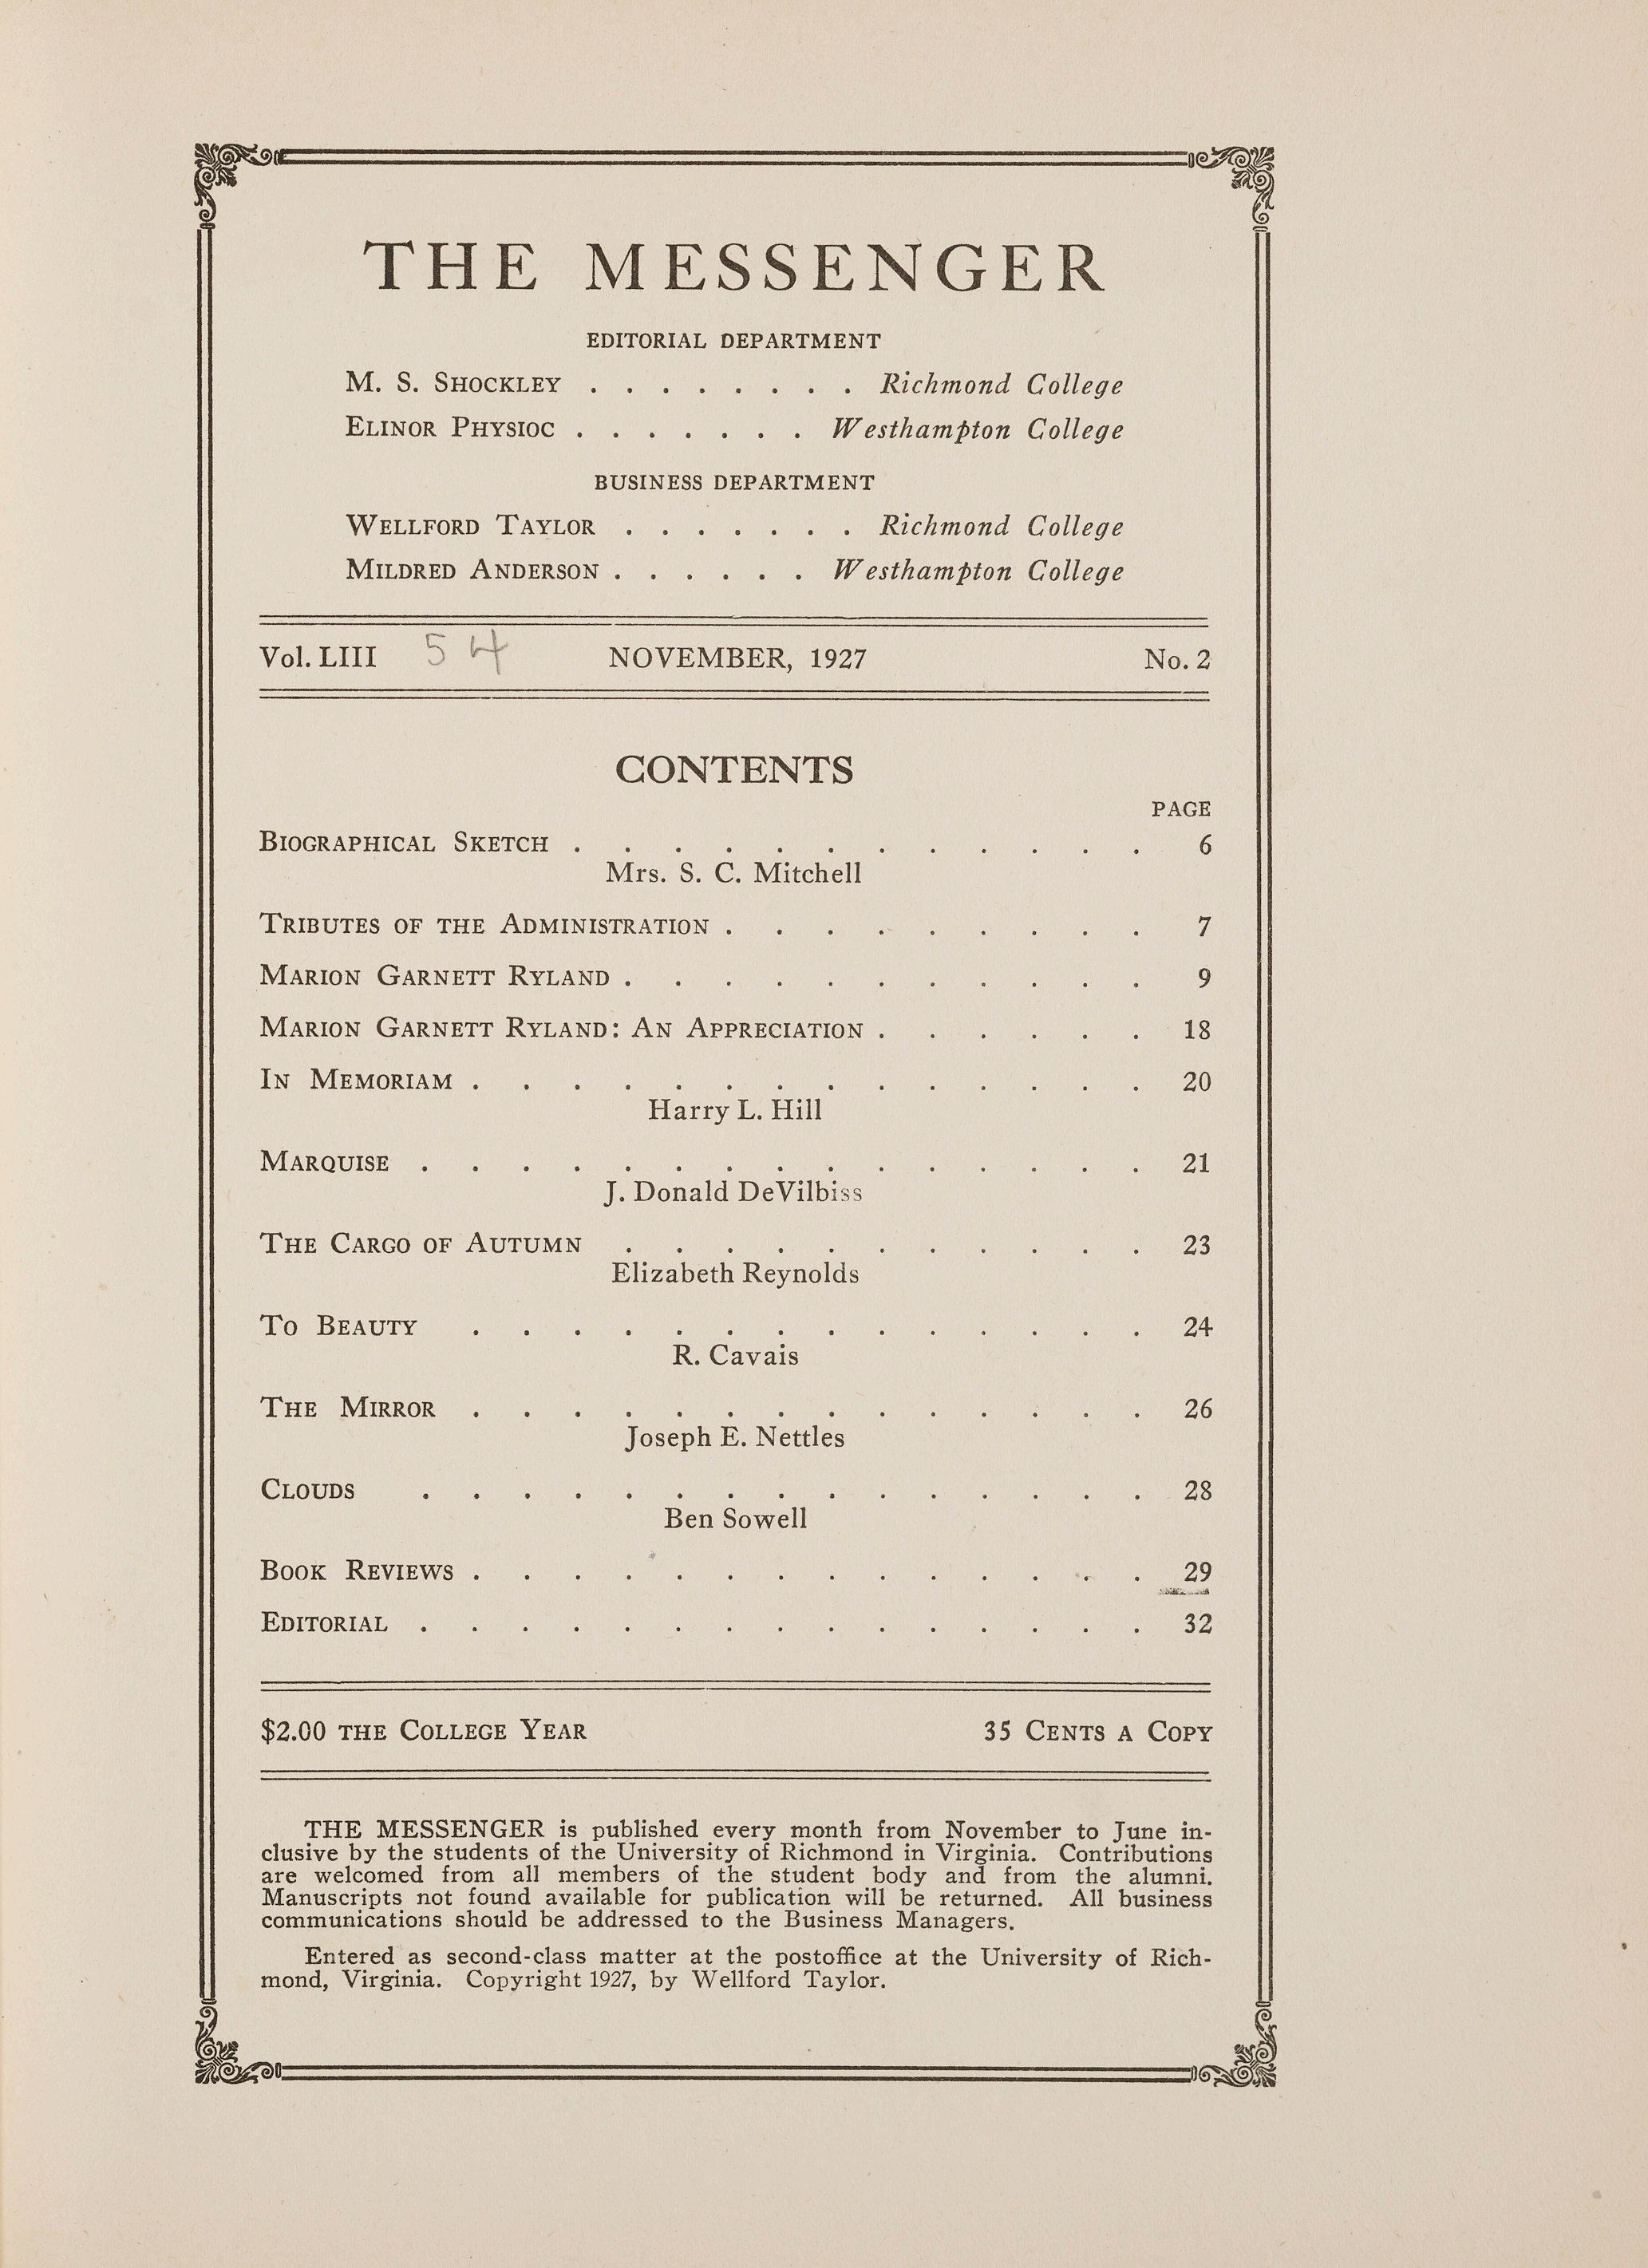 THE MESSENGER
EDITORIAL DEPARTMENT
M. S. SHOCKLEY . . . . . . . . Richmond College
ELINOR PHYSIOC . . . . . . . Westhampton College
BUSINESS DEPARTMENT
WELLFORD TAYLOR . . . . . . . Richmond College
MILDRED ANDERSON . . . . . . Westhampton College
Vol. LIII 54 NOVEMBER, 1927 No. 2
CONTENTS
PAGE
BIOGRAPHICAL SKETCH . . . . . . . . . . . . 6
Mrs. S. C. Mitchell
TRIBUTES OF THE ADMINISTRATION . . . . . . . . . 7
MARION GARNETT RYLAND . . . . . . . . . . . 9
MARION GARNETT RYLAND: AN APPRECIATION . . . . . . 18
IN MEMORIAM . . . . . . . . . . . . . . 20
Harry L. Hill
MARQUISE . . . . . . . . . . . . . . . 21
J. Donald DeVilbiss
THE CARGO OF AUTUMN . . . . . . . . . . . 23
Elizabeth Reynolds
TO BEAUTY . . . . . . . . . . . . . . 24
R. Cavais
THE MIRROR . . . . . . . . . . . . . . 26
Joseph E. Nettles
CLOUDS . . . . . . . . . . . . . . . 28
Ben Sowell
BOOK REVIEWS . . . . . . . . . . . . . . 29
EDITORIAL . . . . . . . . . . . . . . . 32
$2.00 THE COLLEGE YEAR 35 CENTS A COPY
THE MESSENGER is published every month from November to June in-
clusive by the students of the University of Richmond in Virginia. Contributions
are welcomed from all members of the student body and from the alumni.
Manuscripts not found available for publication will be returned. All business
communications should be addressed to the Business Managers.
Entered as second-class matter at the postoffice at the University of Rich-
mond, Virginia. Copyright 1927, by Wellford Taylor.